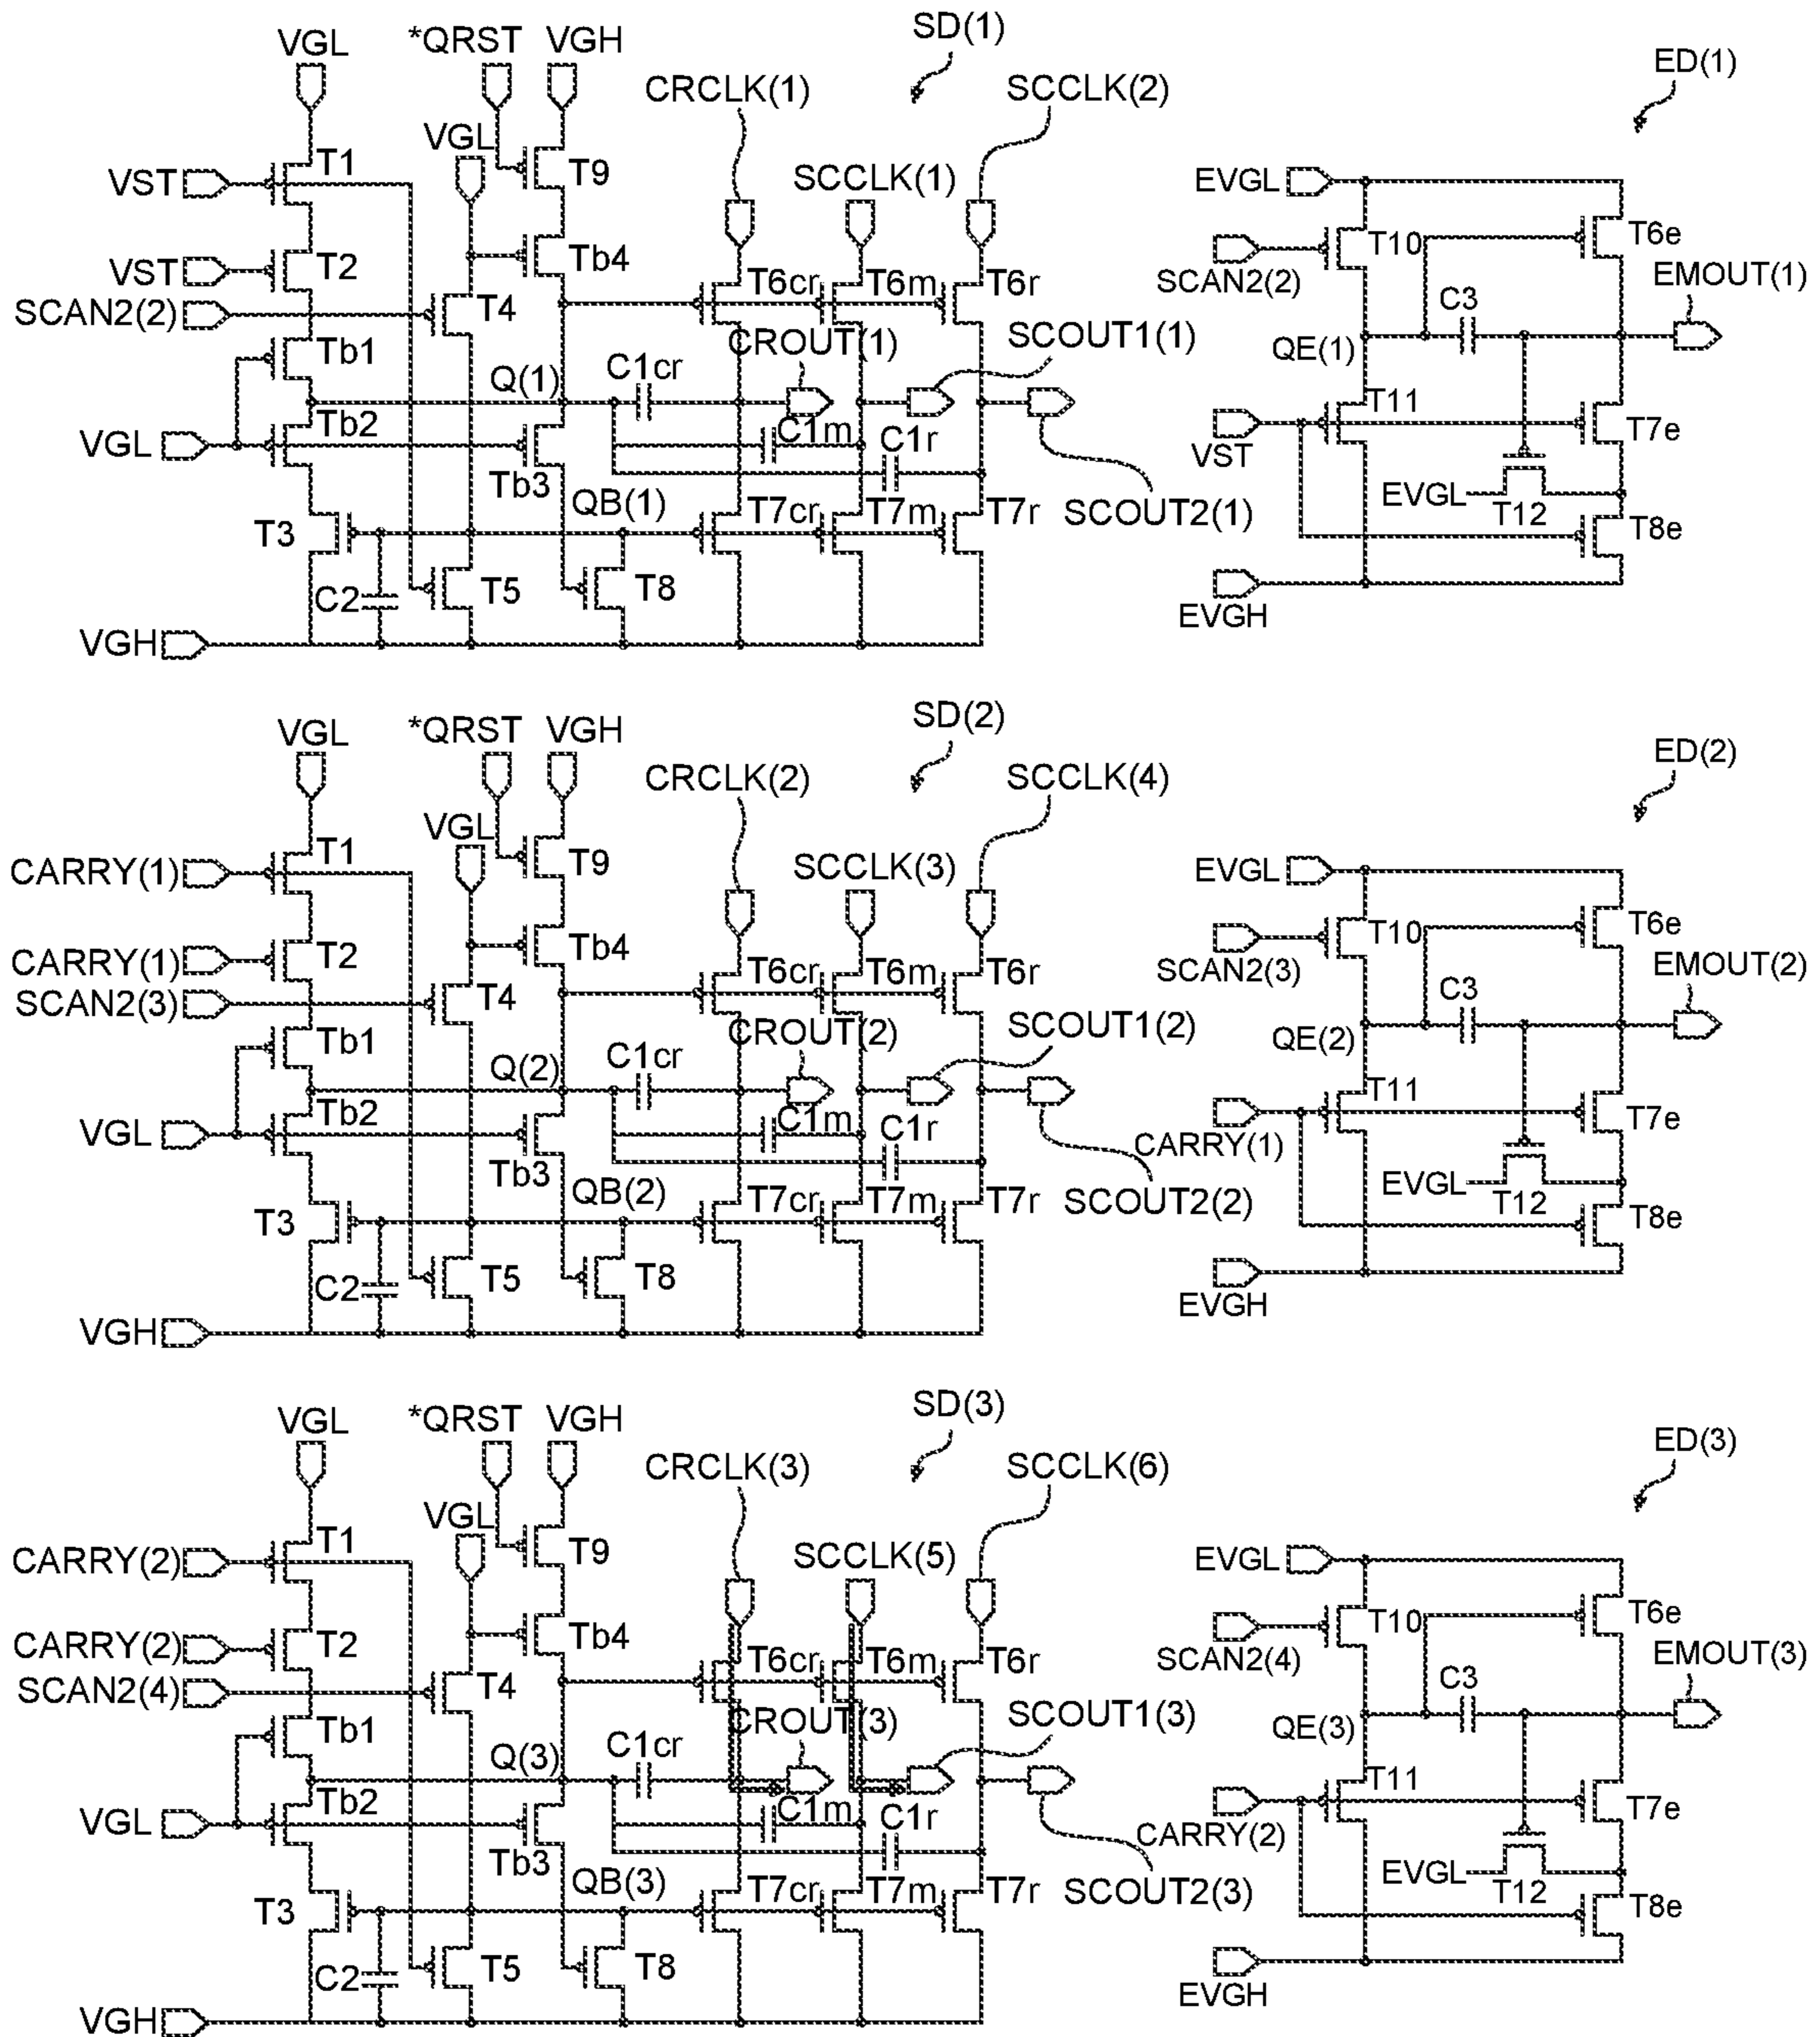 SD(1)
VGL *QRST VGH
ED(1)
CRCLK(1) SCCLK(2)
VGL
T1 T9
VST SCCLK(1) EVGL
Tb4 T10 T6e
VST T2
T6cr T6m T6r SCAN2(2) EMOUT(1)
SCAN2(2) T4 C3
Tb1 CROUT(1) SCOUT1(1) QE(1)
Q(1) C1cr
Tb2 T11
VGL C1m C1r T7e
Tb3 VST
QB(1) T7cr T7m T7r SCOUT2(1) EVGL T12
T3 T8e
C2 T5 T8
EVGH
VGH
SD(2)
VGL *QRST VGH
ED(2)
CRCLK(2) SCCLK(4)
VGL
T1 T9
CARRY(1) SCCLK(3) EVGL
T6e
CARRY(1) T2 Tb4 T10
T6cr T6m T6r SCAN2(3) EMOUT(2)
SCAN2(3) T4 C3
Tb1 CROUT(2) SCOUT1(2) QE(2)
Q(2) C1cr
Tb2 T11
VGL C1m C1r T7e
Tb3 CARRY(1)
QB(2) T7cr T7m T7r SCOUT2(2) EVGL T12
T3 T8e
C2 T5 T8
EVGH
VGH
SD(3)
VGL *QRST VGH
ED(3)
CRCLK(3) SCCLK(6)
VGL
T1 T9
CARRY(2) SCCLK(5) EVGL
T6e
CARRY(2) T2 Tb4 T10
T6cr T6m T6r SCAN2(4) EMOUT(3)
SCAN2(4) T4 C3
Tb1 CROUT(3) SCOUT1(3) QE(3)
Q(3) C1cr
Tb2 T11
VGL C1m C1r T7e
Tb3 CARRY(2)
QB(3) T7cr T7m T7r SCOUT2(3) EVGL T12
T3 T8e
C2 T5 T8
EVGH
VGH